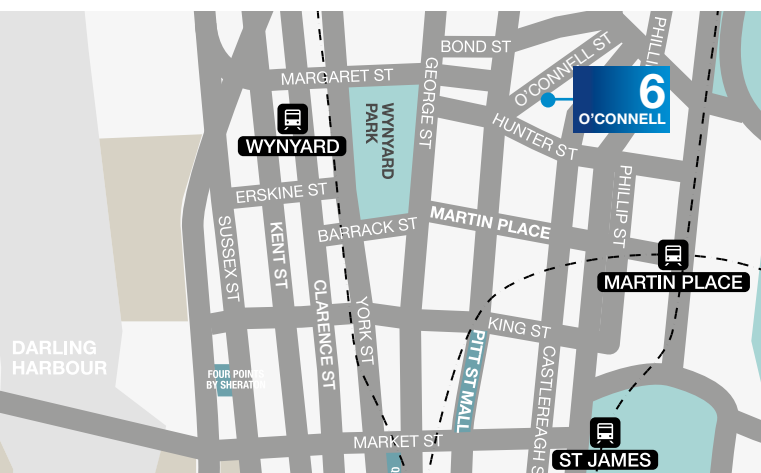 BOND ST
O'CONNELL ST
PHILLI
MARGARET ST
GEORGE ST
6
O'CONNELL
WYNYARD
PARK
HUNTER ST
WYNYARD
ERSKINE ST
PHILLIP ST
MARTIN PLACE
BARRACK ST
SUSSEX ST
KENT ST
MARTIN PLACE
CLARENCE ST
YORK ST
KING ST
PITT ST MALL
CASTLEREAGH S
DARLING
HARBOUR
FOUR POINTS
BY SHERATON
MARKET ST
ST JAMES